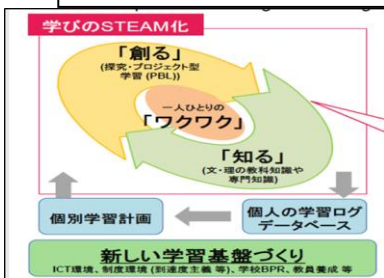 学びのSTEAM化
「創る」
(探究・プロジェクト型
学習(PBL))
一人ひとりの
「ワクワク」
「知る」
(文・理の教科知識や
専門知識)
個別学習計画
個人の学習ログ
データベース
新しい学習基盤づくり
ICT環境、制度環境(到達度主義 等)、学校BPR、教員養成 等